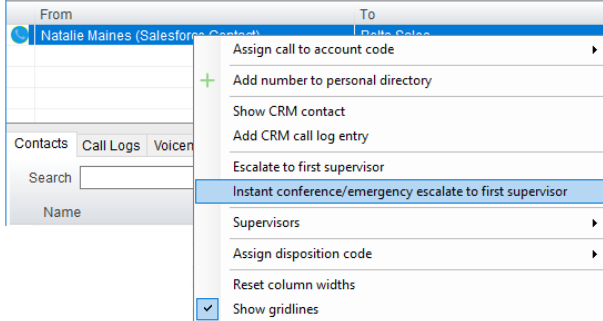 From To
Natalie Maines (Salesforce Contact) Belta Sales
Assign call to account code
Add number to personal directory
Show CRM contact
Add CRM call log entry
Contacts Call Logs
Escalate to first supervisor
Search
Instant conference/emergency escalate to first supervisor
Name
Supervisors
Assign disposition code
Reset column widths
Show gridlines